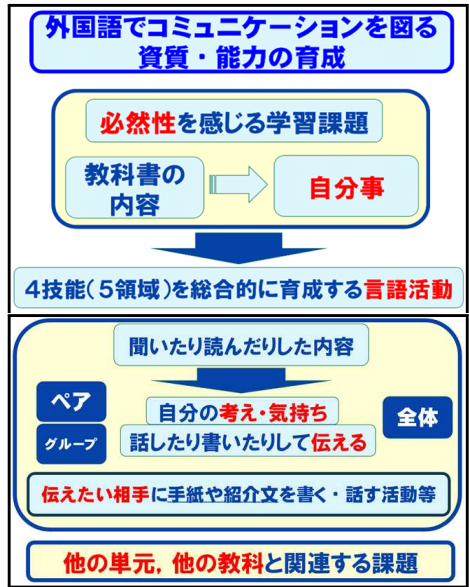 外国語でコミュニケーションを図る
資質・能力の育成
必然性を感じる学習課題
教科書の
内容
自分事
４技能（５領域）を総合的に育成する言語活動
聞いたり読んだりした内容
ペア
グループ
自分の考え・気持ち
話したり書いたりして伝える
全体
伝えたい相手に手紙や紹介文を書く・話す活動等
他の単元，他の教科と関連する課題